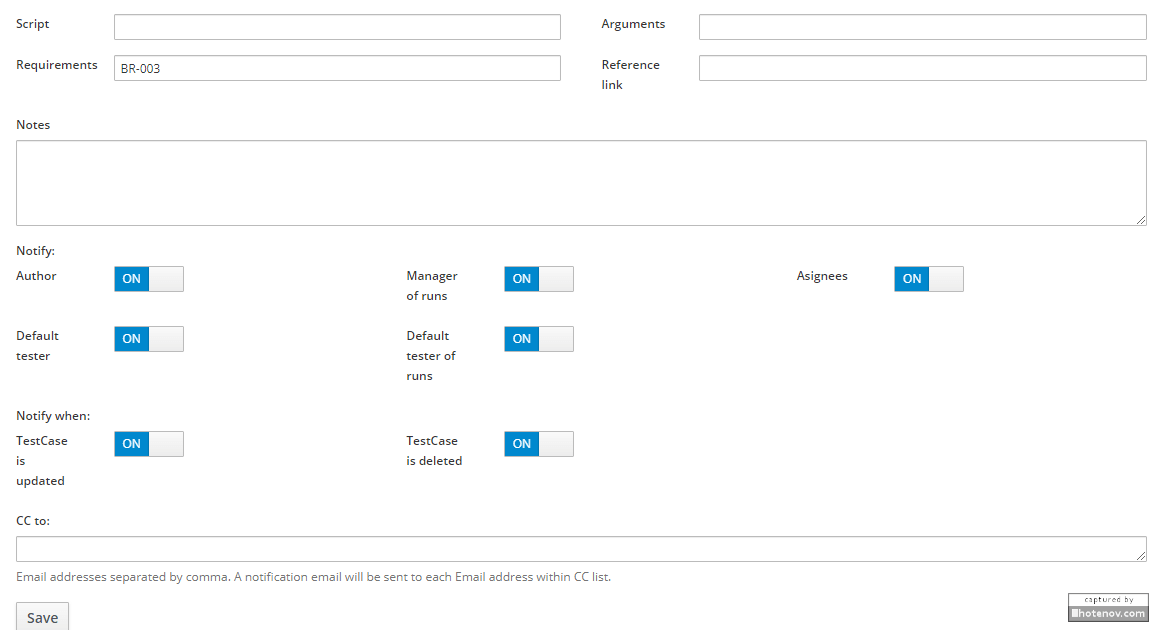 Script
Arguments
Requirements
BR-003
Reference
link
Notes
Notify:
Author
ON
Manager
of runs
ON
Asignees
ON
Default
tester
ON
Default
tester of
runs
ON
Notify when:
TestCase
is
updated
ON
TestCase
is deleted
ON
CC to:
Email addresses separated by comma. A notification email will be sent to each Email address within CC list.
Save
captured by
hotenov.com